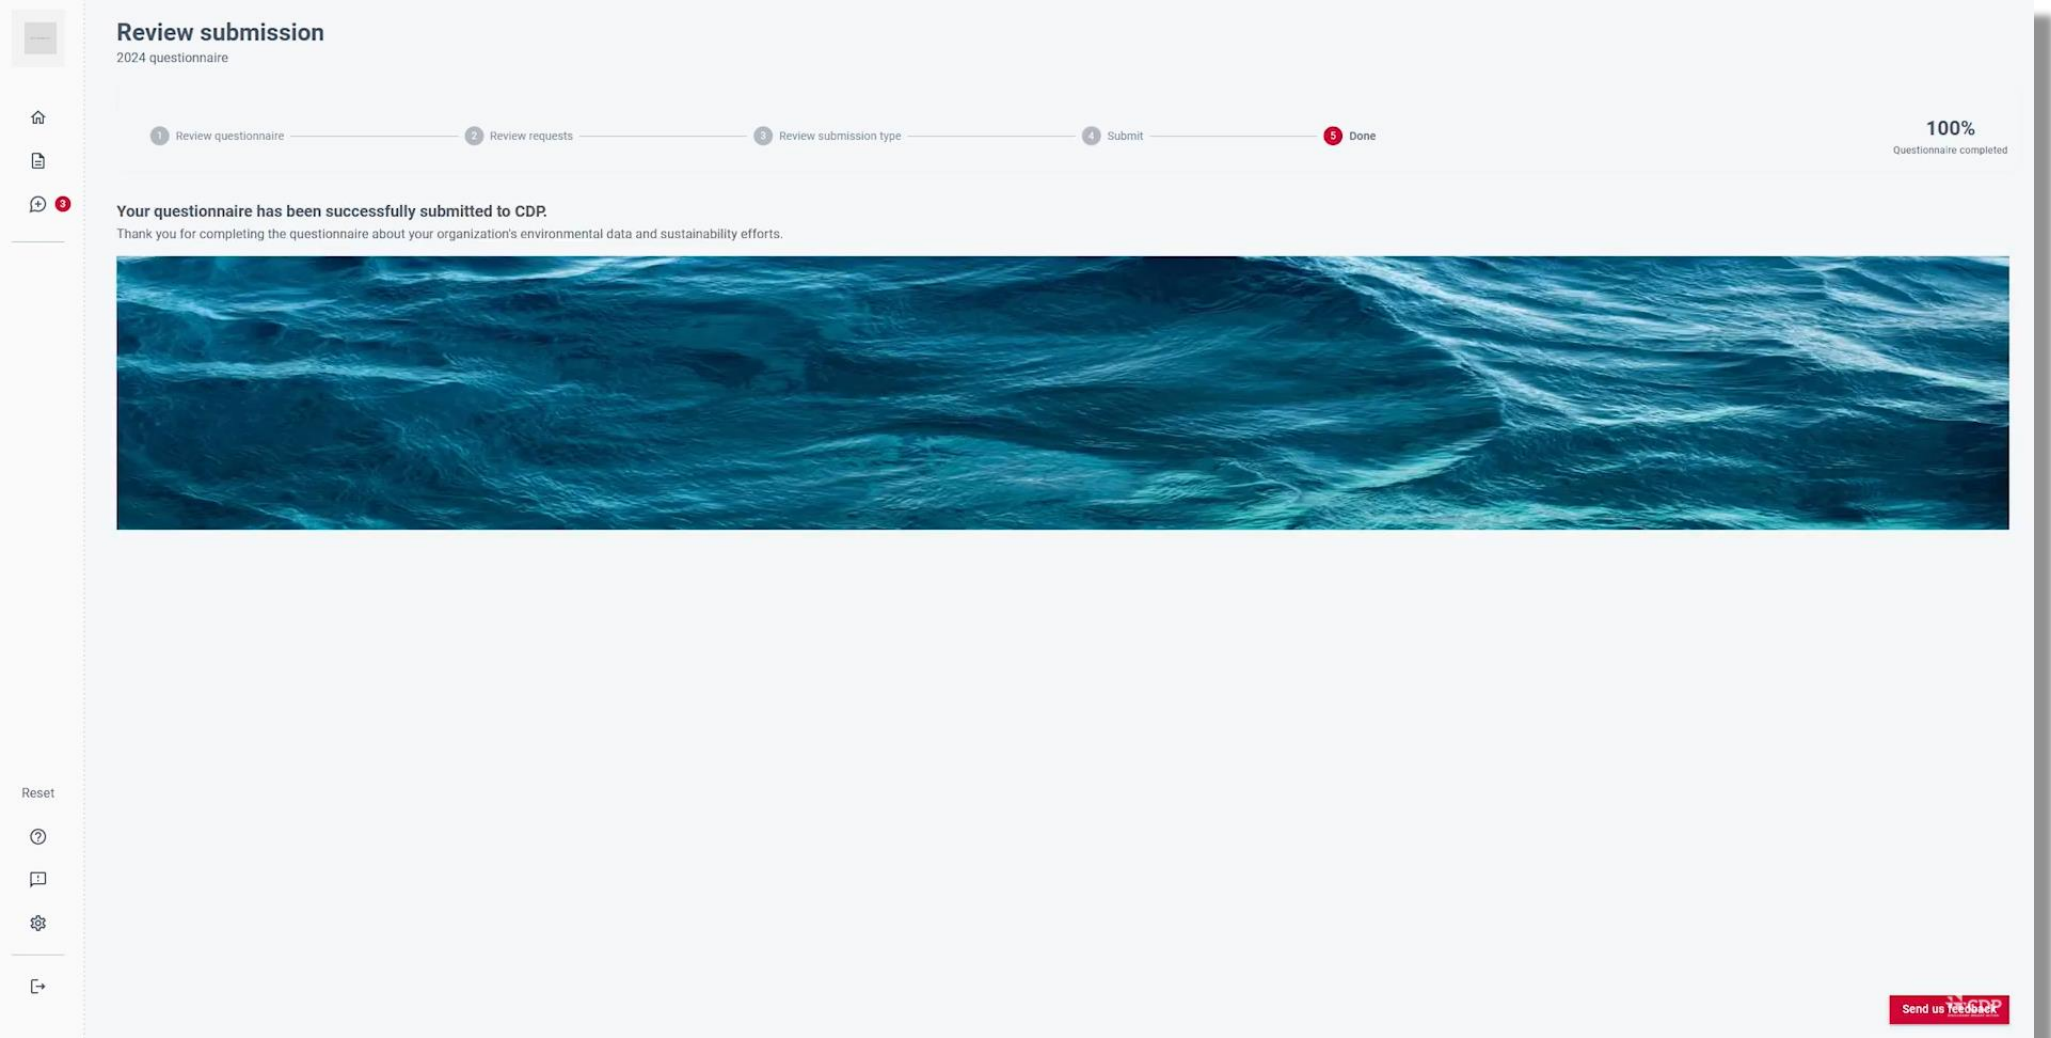 Review submission
2024 questionnaire
1 Review questionnaire 2 Review requests 3 Review submission type 4 Submit 5 Done
100%
Questionnaire completed
3
Your questionnaire has been successfully submitted to CDP.
Thank you for completing the questionnaire about your organization's environmental data and sustainability efforts.
Reset
Send us feedback
CDP